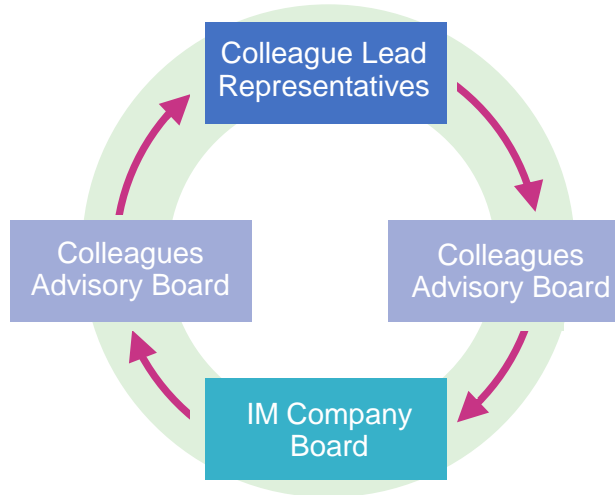 Colleague Lead
Representatives
Colleagues
Advisory Board
Colleagues
Advisory Board
IM Company
Board